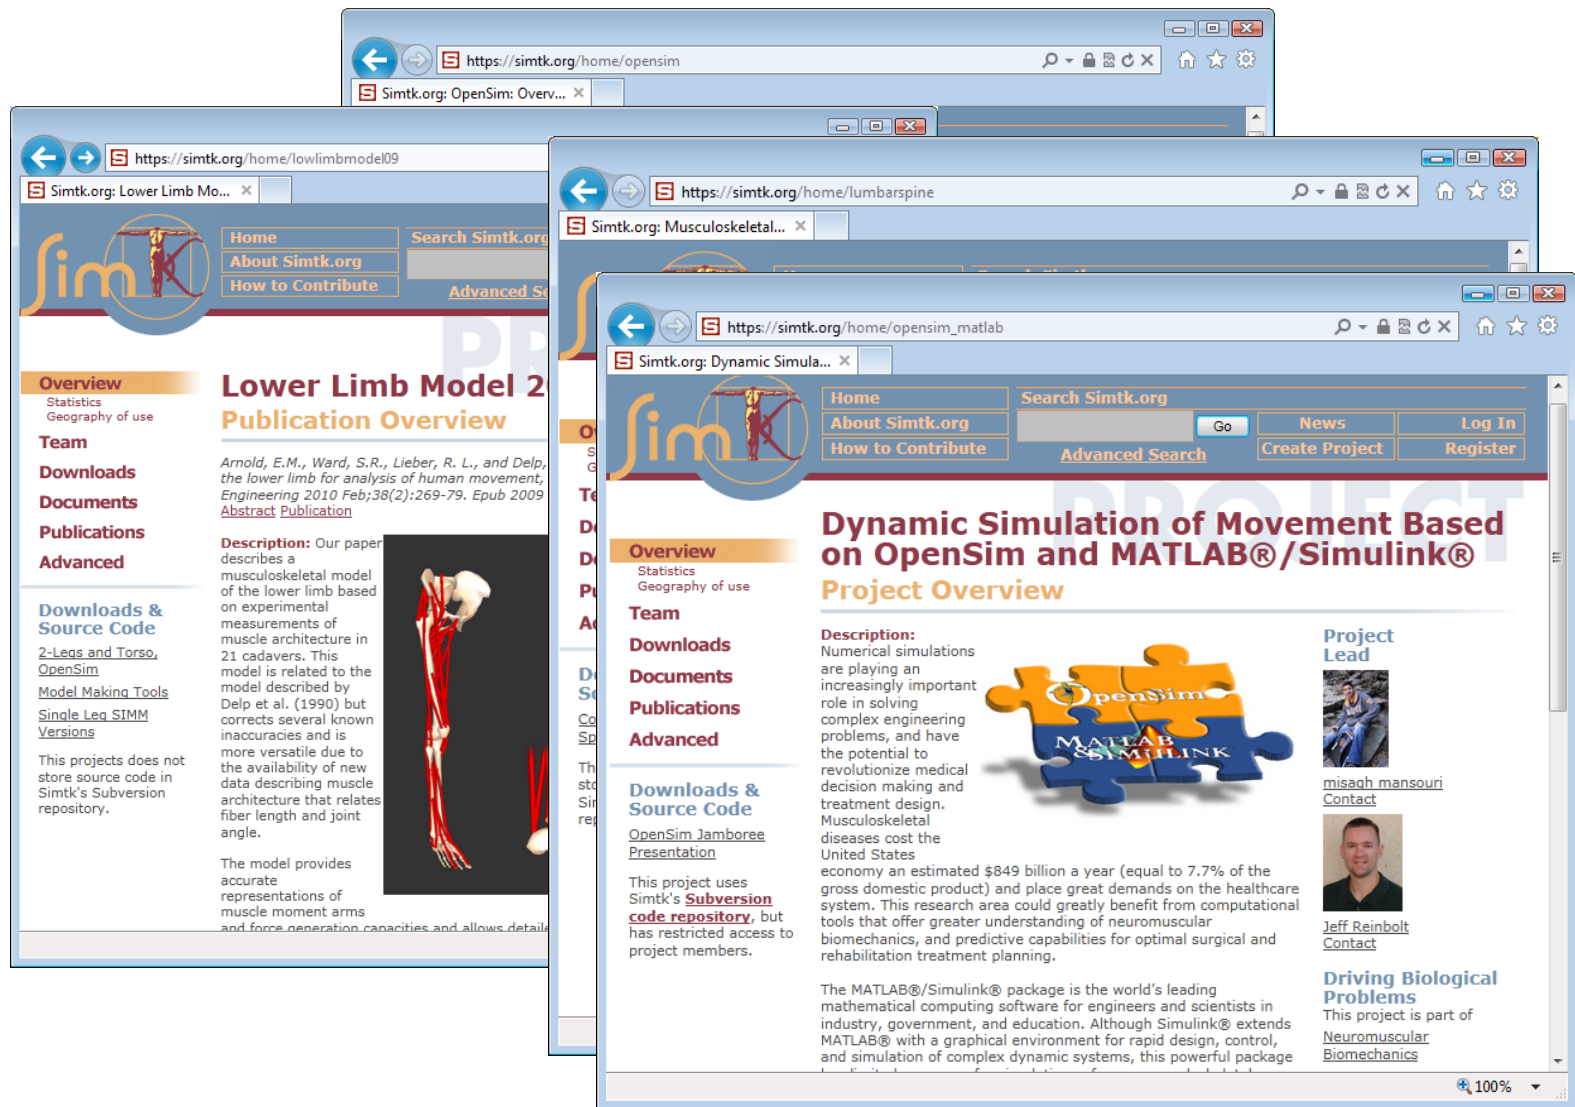 https://simtk.org/home/opensim
Simtk.org: OpenSim: Overv...
https://simtk.org/home/lowlimbmodel09
Simtk.org: Lower Limb Mo...
SimTK
Home
About Simtk.org
How to Contribute
Search Simtk.org
Advanced Se
Overview
Statistics
Geography of use
Team
Downloads
Documents
Publications
Advanced
Downloads &
Source Code
2-Legs and Torso,
OpenSim
Model Making Tools
Single Leg SIMM
Versions
This projects does not
store source code in
Simtk's Subversion
repository.
Lower Limb Model 2
Publication Overview
Arnold, E.M., Ward, S.R., Lieber, R. L., and Delp,
the lower limb for analysis of human movement,
Engineering 2010 Feb;38(2):269-79. Epub 2009
Abstract Publication
Description: Our paper
describes a
musculoskeletal model
of the lower limb based
on experimental
measurements of
muscle architecture in
21 cadavers. This
model is related to the
model described by
Delp et al. (1990) but
corrects several known
inaccuracies and is
more versatile due to
the availability of new
data describing muscle
architecture that relates
fiber length and joint
angle.
The model provides
accurate
representations of
muscle moment arms
and force generation capacities and allows detaile
https://simtk.org/home/lumbarspine
Simtk.org: Musculoskeletal...
https://simtk.org/home/opensim_matlab
Simtk.org: Dynamic Simula...
SimTK
Home
About Simtk.org
How to Contribute
Search Simtk.org
Go
Advanced Search
News
Log In
Create Project
Register
PROJECT
Overview
Statistics
Geography of use
Team
Downloads
Documents
Publications
Advanced
Downloads &
Source Code
OpenSim Jamboree
Presentation
This project uses
Simtk's Subversion
code repository, but
has restricted access to
project members.
Dynamic Simulation of Movement Based
on OpenSim and MATLAB®/Simulink®
Project Overview
Description:
Numerical simulations
are playing an
increasingly important
role in solving
complex engineering
problems, and have
the potential to
revolutionize medical
decision making and
treatment design.
Musculoskeletal
diseases cost the
United States
economy an estimated $849 billion a year (equal to 7.7% of the
gross domestic product) and place great demands on the healthcare
system. This research area could greatly benefit from computational
tools that offer greater understanding of neuromuscular
biomechanics, and predictive capabilities for optimal surgical and
rehabilitation treatment planning.
The MATLAB®/Simulink® package is the world's leading
mathematical computing software for engineers and scientists in
industry, government, and education. Although Simulink® extends
MATLAB® with a graphical environment for rapid design, control,
and simulation of complex dynamic systems, this powerful package
OpenSim
MATLAB
& SIMULINK
Project
Lead
misagh mansouri
Contact
Jeff Reinbolt
Contact
Driving Biological
Problems
This project is part of
Neuromuscular
Biomechanics
100%